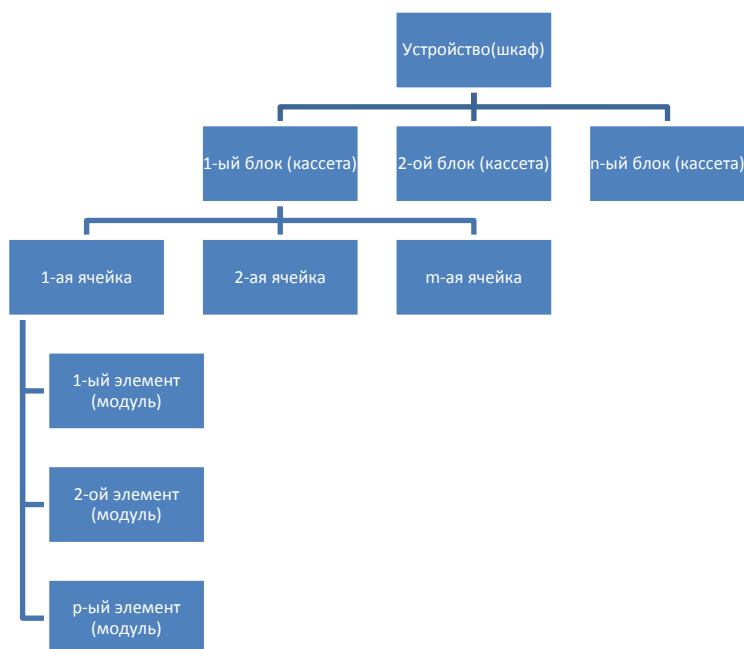 Устройство(шкаф)
1-ый блок (кассета)
2-ой блок (кассета)
n-ый блок (кассета)
1-ая ячейка
2-ая ячейка
m-ая ячейка
1-ый элемент
(модуль)
2-ой элемент
(модуль)
p-ый элемент
(модуль)